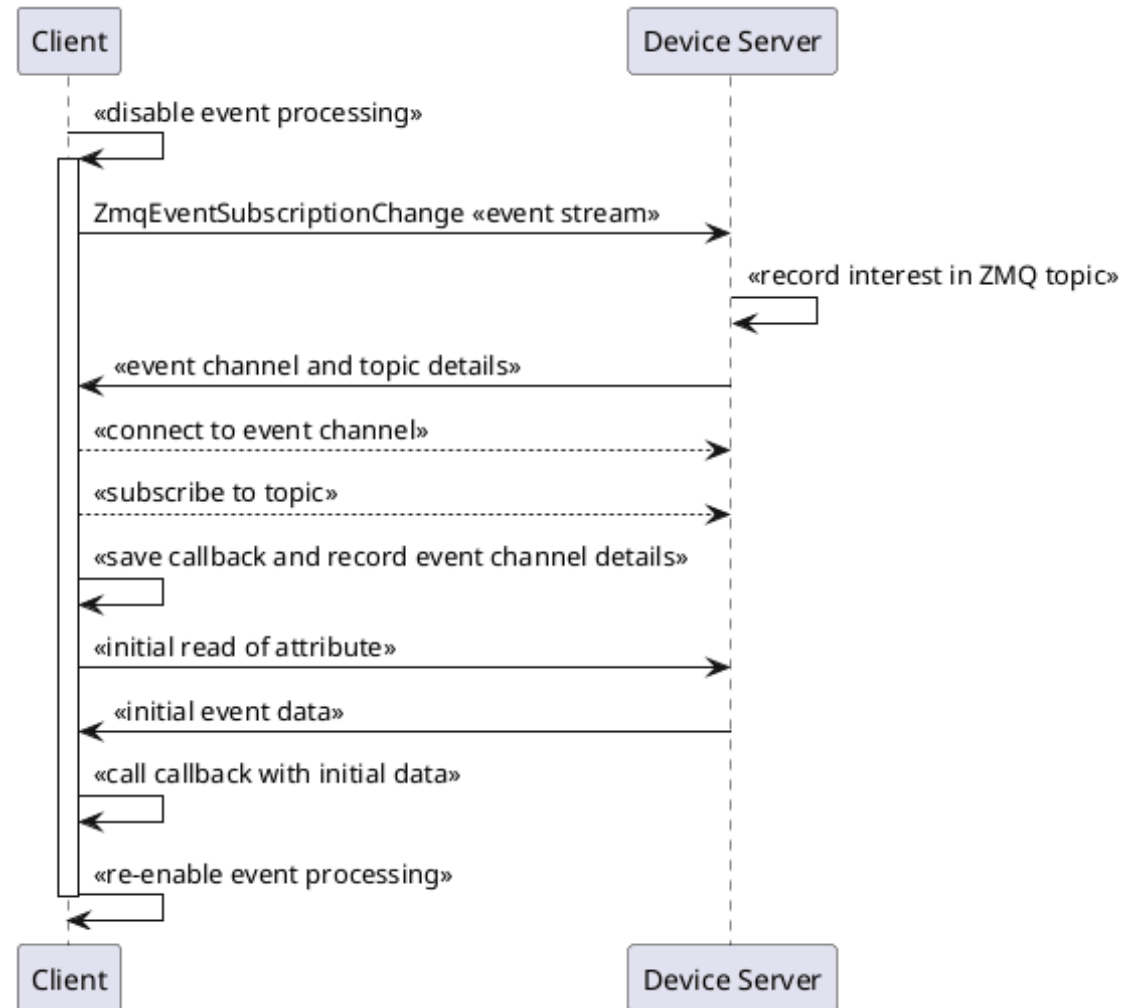 Client
Device Server
«disable event processing»
ZmqEventSubscriptionChange «event stream»
«record interest in ZMQ topic»
«event channel and topic details»
«connect to event channel»
«subscribe to topic»
«save callback and record event channel details»
«initial read of attribute»
«initial event data»
«call callback with initial data»
«re-enable event processing»
Client
Device Server